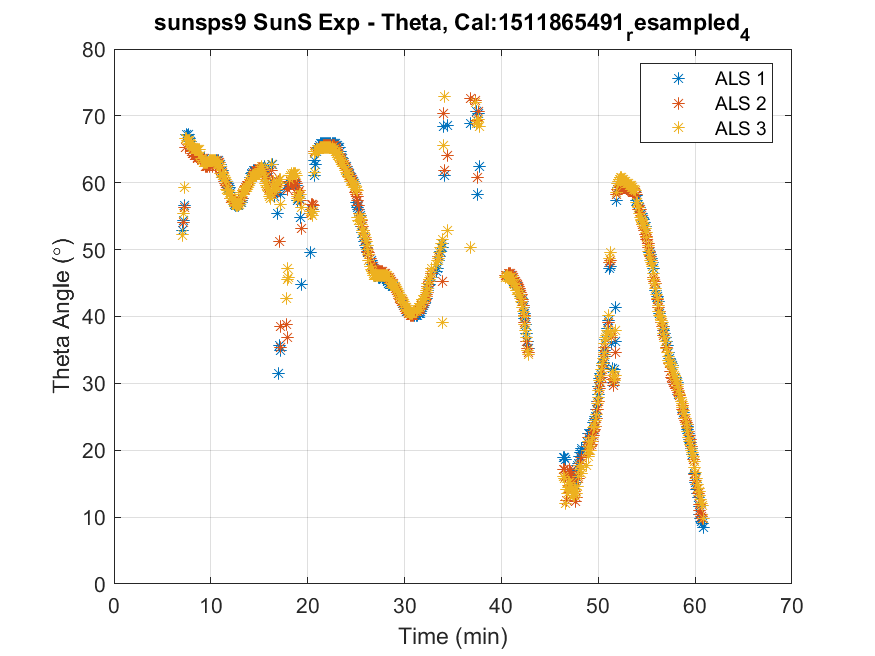 sunsps9 SunS Exp - Theta, Cal:1511865491_resampled_4
80
70
60
50
40
30
20
10
0
Theta Angle (°)
ALS 1
ALS 2
ALS 3
0 10 20 30 40 50 60 70
Time (min)